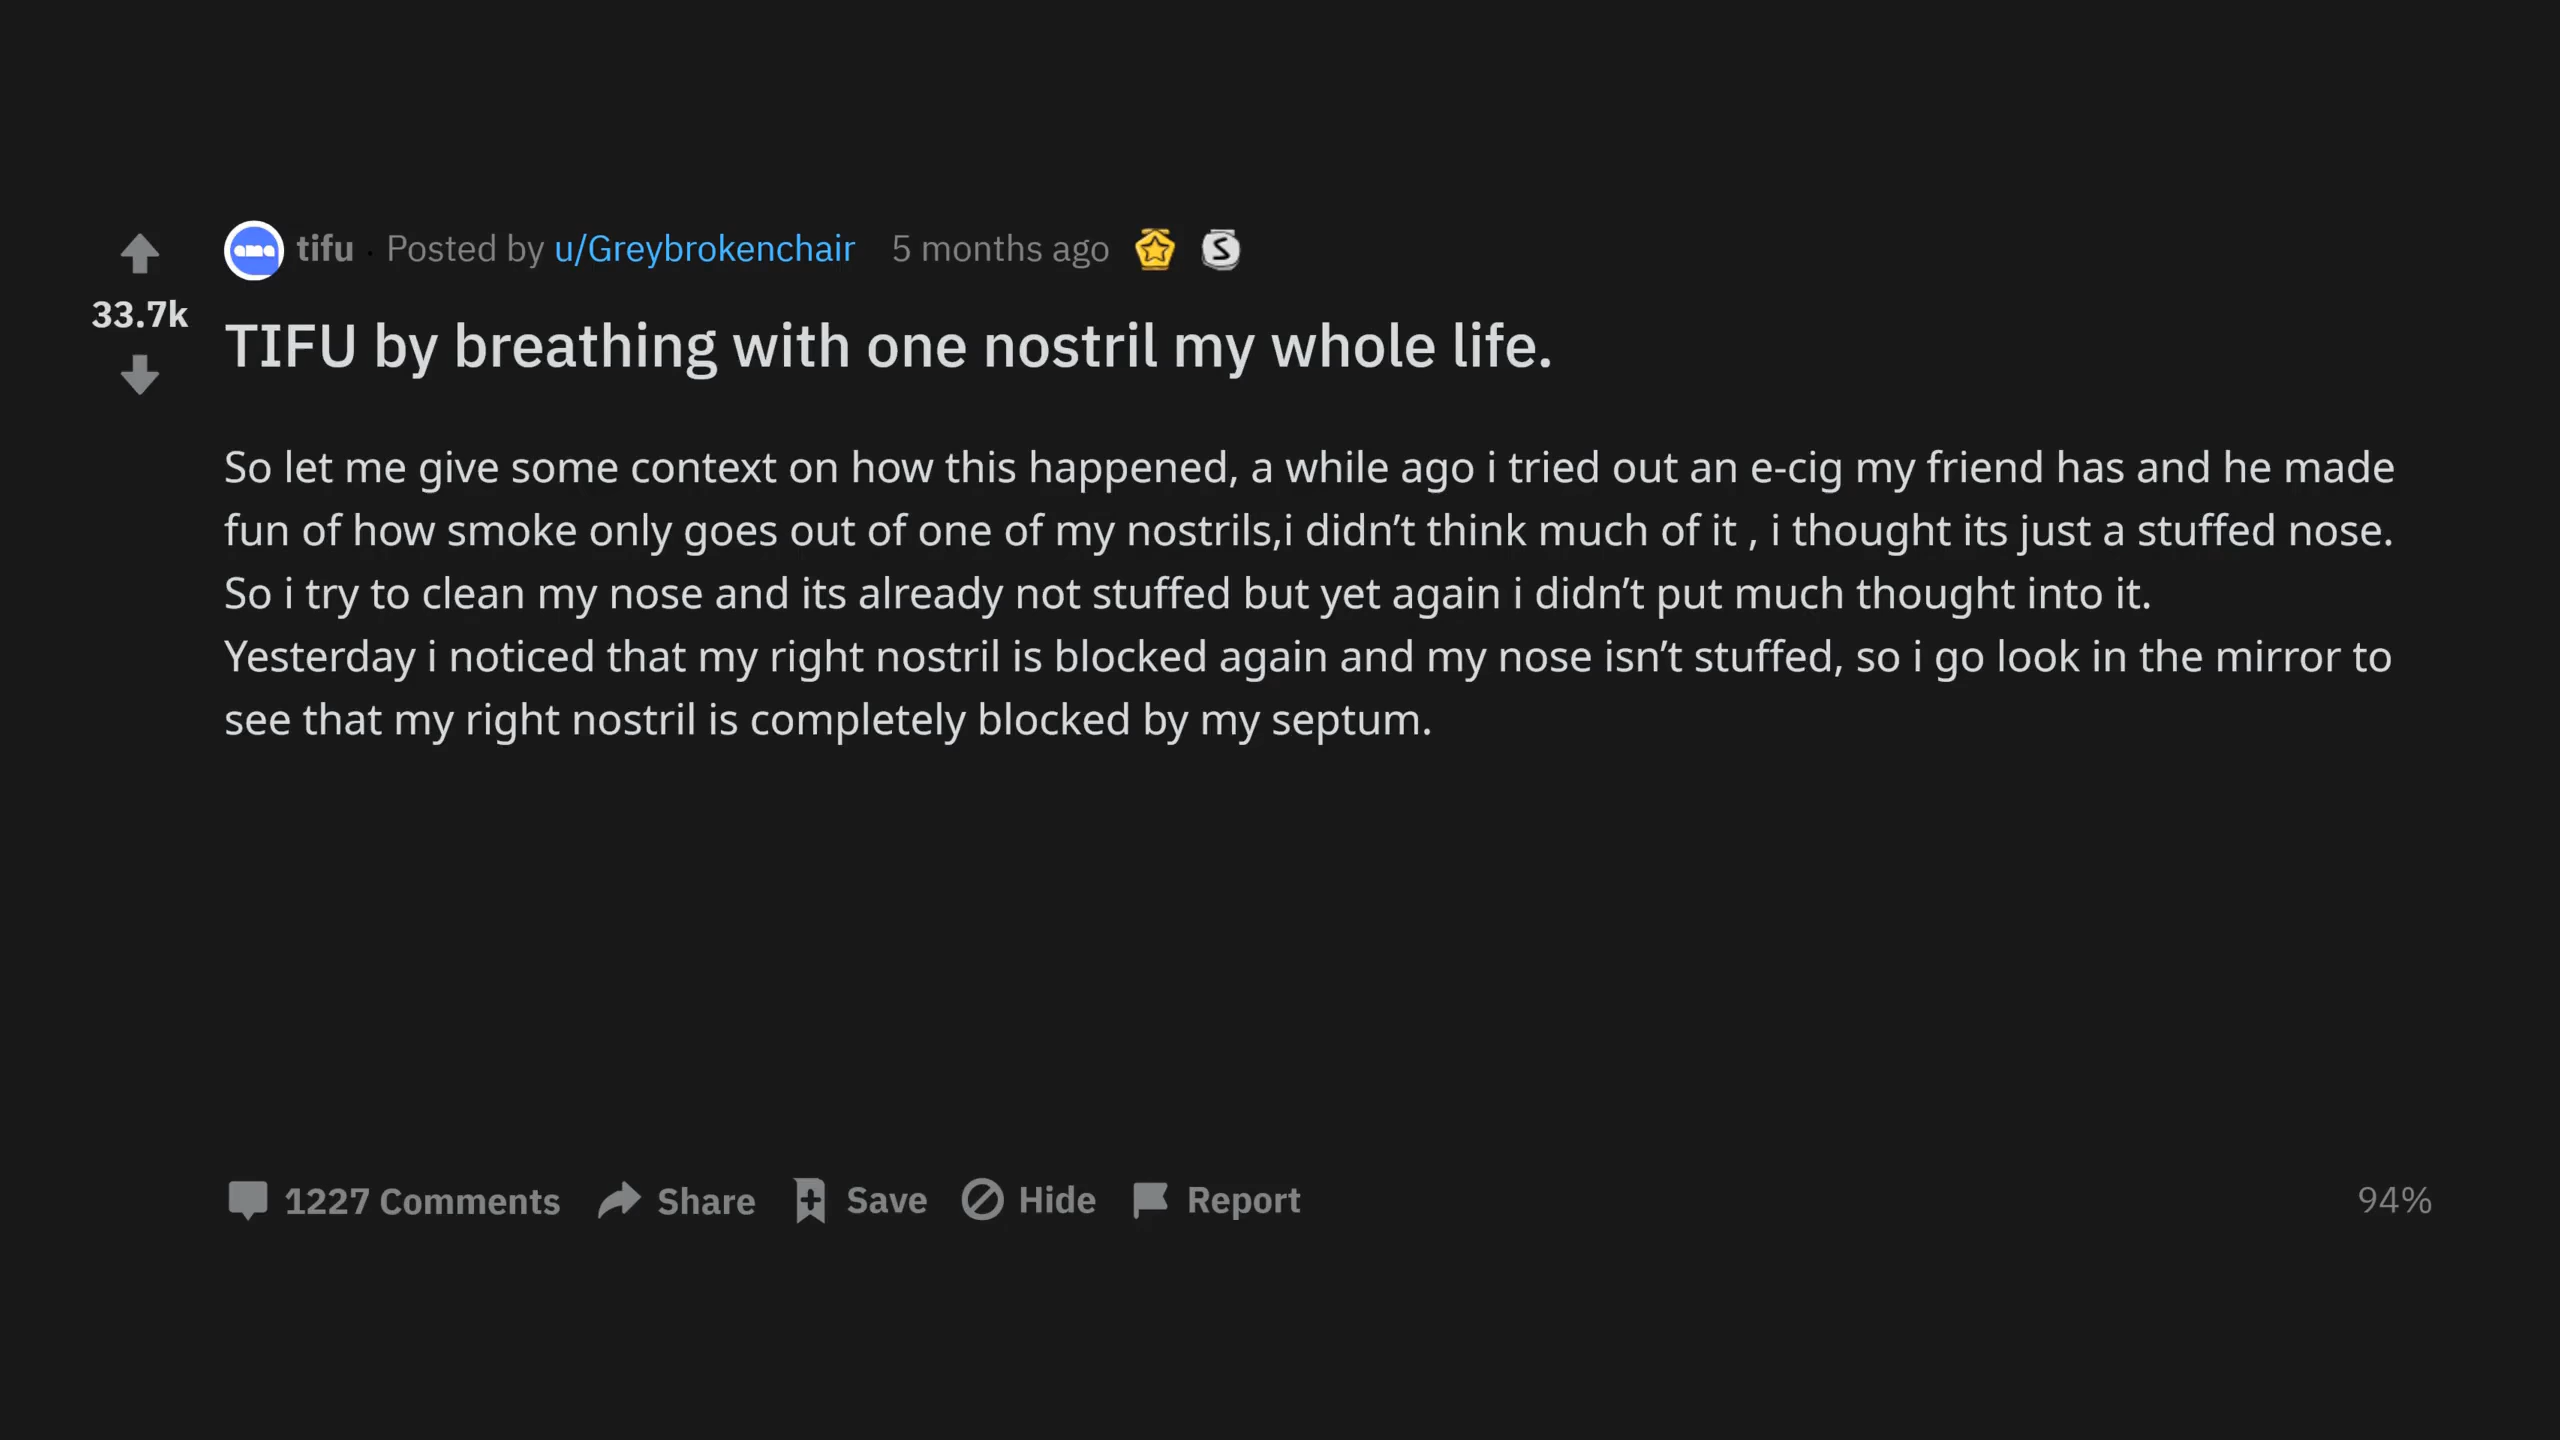 tifu · Posted by u/Greybrokenchair 5 months ago S
33.7k
TIFU by breathing with one nostril my whole life.
So let me give some context on how this happened, a while ago i tried out an e-cig my friend has and he made
fun of how smoke only goes out of one of my nostrils,i didn’t think much of it , i thought its just a stuffed nose.
So i try to clean my nose and its already not stuffed but yet again i didn’t put much thought into it.
Yesterday i noticed that my right nostril is blocked again and my nose isn’t stuffed, so i go look in the mirror to
see that my right nostril is completely blocked by my septum.
1227 Comments Share Save Hide Report 94%